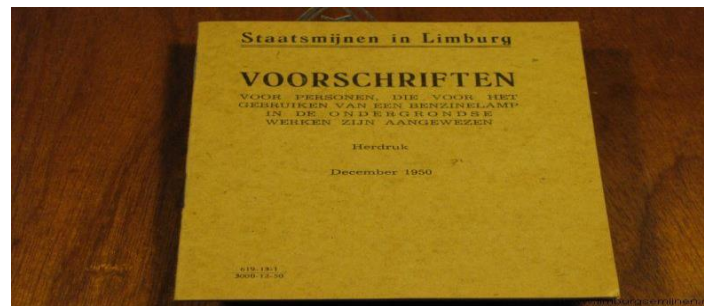 Staatsmijnen in Limburg
VOORSCHRIFTEN
VOOR PERSONEN, DIE VOOR HET
GEBRUIKEN VAN EEN BENZINELAMP
IN DE ONDERGRONDSE
WERKEN ZIJN AANGEWEZEN
Herdruk
December 1950